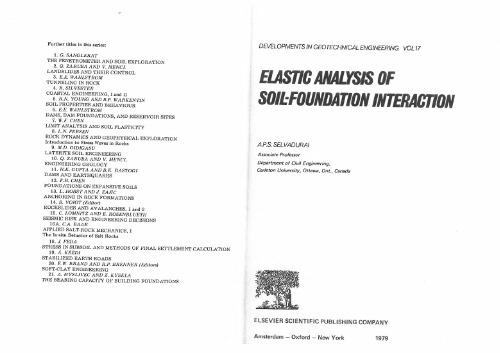 Further titles in this series:
1. G. SANGLERAT
THE PENETROMETER AND SOIL EXPLORATION
2. Q. ZARUBA AND V. MENCL
LANDSLIDES AND THEIR CONTROL
3. E.E. WAHLSTROM
TUNNELING IN ROCK
4. R. SILVESTER
COASTAL ENGINEERING, I and II
5. R.N. YOUNG AND B.P. WARKENTIN
SOIL PROPERTIES AND BEHAVIOUR
6. E.E. WAHLSTROM
DAMS, DAM FOUNDATIONS, AND RESERVOIR SITES
7. W.F. CHEN
LIMIT ANALYSIS AND SOIL PLASTICITY
8. L.N. PERSEN
ROCK DYNAMICS AND GEOPHYSICAL EXPLORATION
Introduction to Stress Waves in Rocks
9. M.D. GIDIGASU
LATERITE SOIL ENGINEERING
10. Q. ZARUBA AND V. MENCL
ENGINEERING GEOLOGY
11. H.K. GUPTA AND B.K. RASTOGI
DAMS AND EARTHQUAKES
12. F.H. CHEN
FOUNDATIONS ON EXPANSIVE SOILS
13. L. HOBST AND J. ZAJIC
ANCHORING IN ROCK FORMATIONS
14. B. VOIGT (Editor)
ROCKSLIDES AND AVALANCHES, I and II
15. C. LOMNITZ AND E. ROSENBLUETH
SEISMIC RISK AND ENGINEERING DECISIONS
16A. C.A. BAAR
APPLIED SALT-ROCK MECHANICS, I
The In-situ Behavior of Salt Rocks
18. J. FEDA
STRESS IN SUBSOIL AND METHODS OF FINAL SETTLEMENT CALCULATION
19. Á. KÉZDI
STABILIZED EARTH ROADS
20. E.W. BRAND AND R.P. BRENNER (Editors)
SOFT-CLAY ENGINEERING
21. A. MYSLIVEC AND Z. KYSELA
THE BEARING CAPACITY OF BUILDING FOUNDATIONS
DEVELOPMENTS IN GEOTECHNICAL ENGINEERING VOL 17
ELASTIC ANALYSIS OF
SOIL-FOUNDATION INTERACTION
A.P.S. SELVADURAI
Associate Professor
Department of Civil Engineering,
Carleton University, Ottawa, Ont., Canada
ELSEVIER SCIENTIFIC PUBLISHING COMPANY
Amsterdam — Oxford — New York 1979